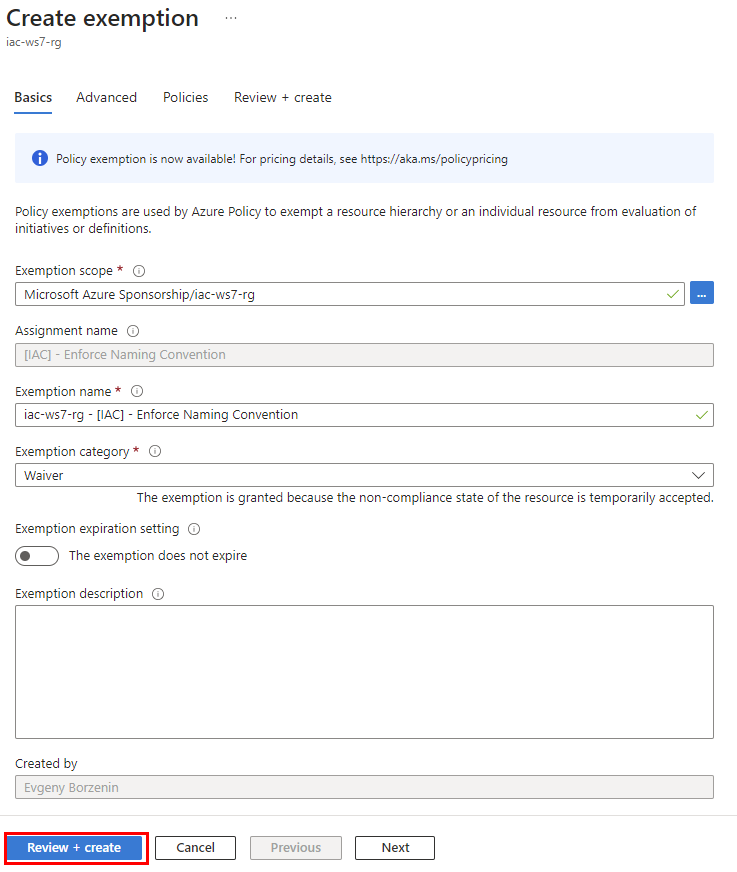 Create exemption ...
iac-ws7-rg
Basics Advanced Policies Review + create
Policy exemption is now available! For pricing details, see https://aka.ms/policypricing
Policy exemptions are used by Azure Policy to exempt a resource hierarchy or an individual resource from evaluation of
initiatives or definitions.
Exemption scope *
Microsoft Azure Sponsorship/iac-ws7-rg ...
Assignment name
[IAC] - Enforce Naming Convention
Exemption name *
iac-ws7-rg - [IAC] - Enforce Naming Convention
Exemption category *
Waiver
The exemption is granted because the non-compliance state of the resource is temporarily accepted.
Exemption expiration setting
The exemption does not expire
Exemption description
Created by
Evgeny Borzenin
Review + create Cancel Previous Next